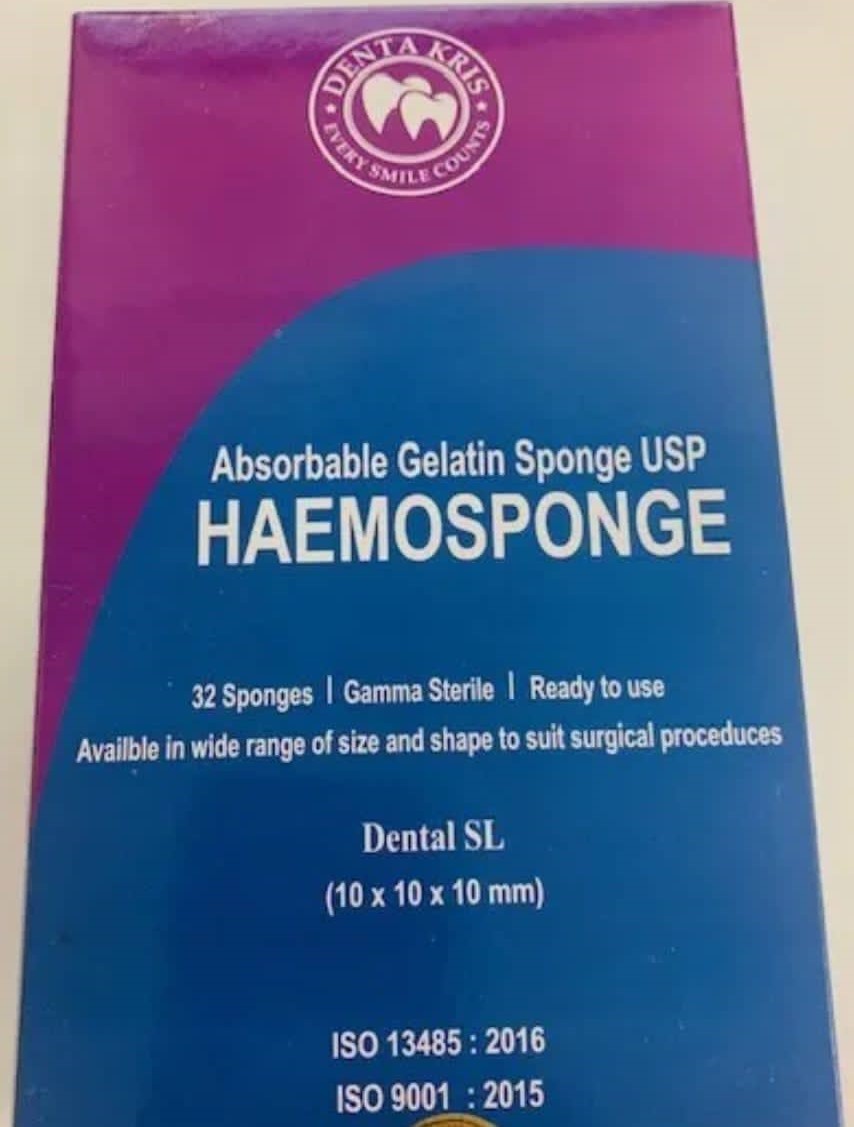 DENTA KRIS
EVERY SMILE COUNTS
Absorbable Gelatin Sponge USP
HAEMOSPONGE
32 Sponges | Gamma Sterile | Ready to use
Availble in wide range of size and shape to suit surgical proceduces
Dental SL
(10 x 10 x 10 mm)
ISO 13485 : 2016
ISO 9001 : 2015